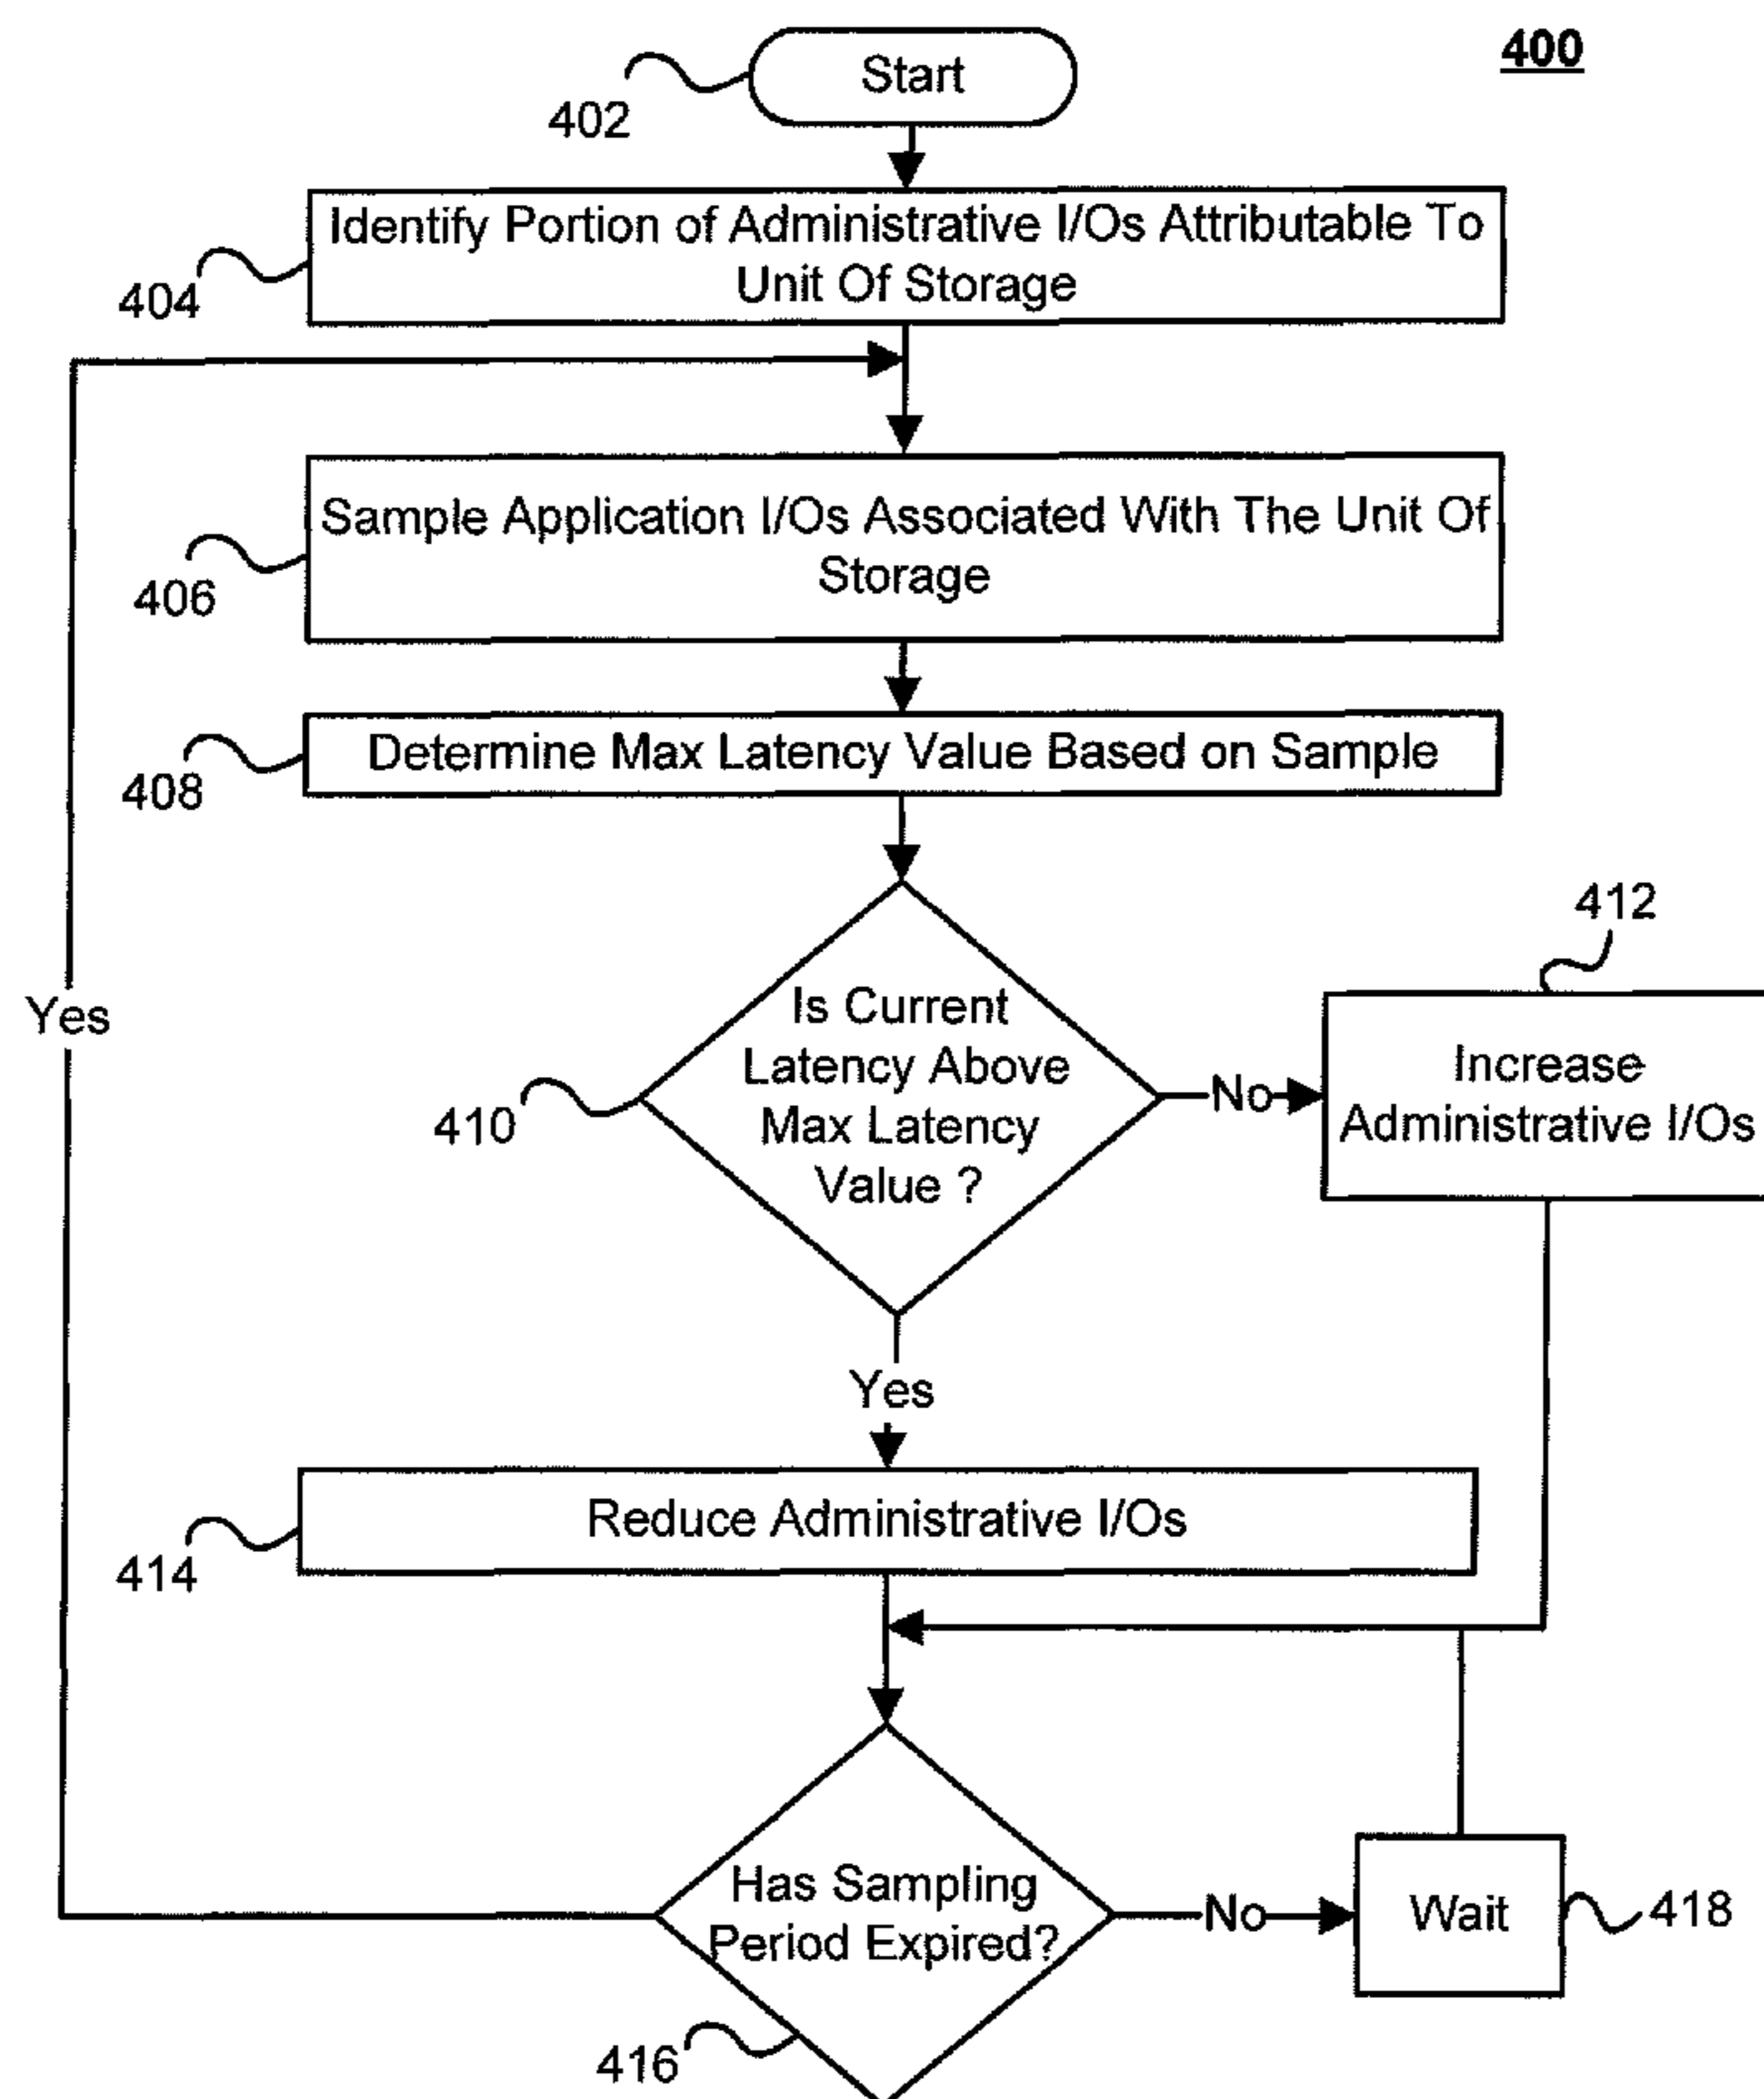 400
Start
402
Identify Portion of Administrative I/Os Attributable To
Unit Of Storage
404
Sample Application I/Os Associated With The Unit Of
Storage
406
Determine Max Latency Value Based on Sample
408
412
Is Current
Latency Above
Max Latency
Value ?
410
No
Increase
Administrative I/Os
Yes
Yes
Reduce Administrative I/Os
414
Has Sampling
Period Expired?
No
Wait
418
416